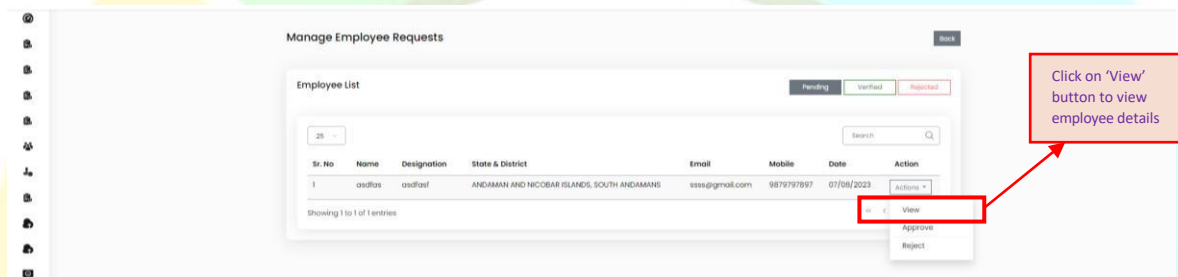 Manage Employee Requests
Back
Employee List
Pending
Verified
Rejected
25
Search
Sr. No Name Designation State & District Email Mobile Date Action
1 asdfas asdfasf ANDAMAN AND NICOBAR ISLANDS, SOUTH ANDAMANS ssss@gmail.com 9879797897 07/08/2023 Actions
Showing 1 to 1 of 1 entries
« ‹
View
Approve
Reject
Click on ‘View’
button to view
employee details